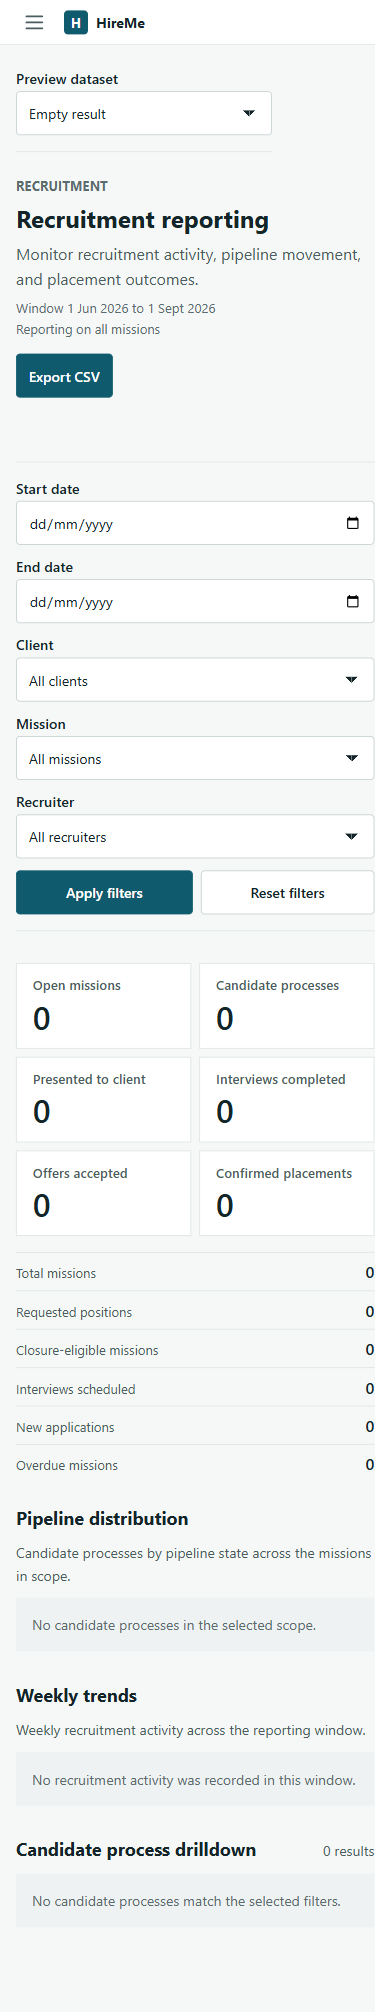 H HireMe
Preview dataset
Empty result
RECRUITMENT
Recruitment reporting
Monitor recruitment activity, pipeline movement,
and placement outcomes.
Window 1 Jun 2026 to 1 Sept 2026
Reporting on all missions
Export CSV
Start date
dd/mm/yyyy
End date
dd/mm/yyyy
Client
All clients
Mission
All missions
Recruiter
All recruiters
Apply filters Reset filters
Open missions Candidate processes
0 0
Presented to client Interviews completed
0 0
Offers accepted Confirmed placements
0 0
Total missions 0
Requested positions 0
Closure-eligible missions 0
Interviews scheduled 0
New applications 0
Overdue missions 0
Pipeline distribution
Candidate processes by pipeline state across the missions
in scope.
No candidate processes in the selected scope.
Weekly trends
Weekly recruitment activity across the reporting window.
No recruitment activity was recorded in this window.
Candidate process drilldown 0 results
No candidate processes match the selected filters.